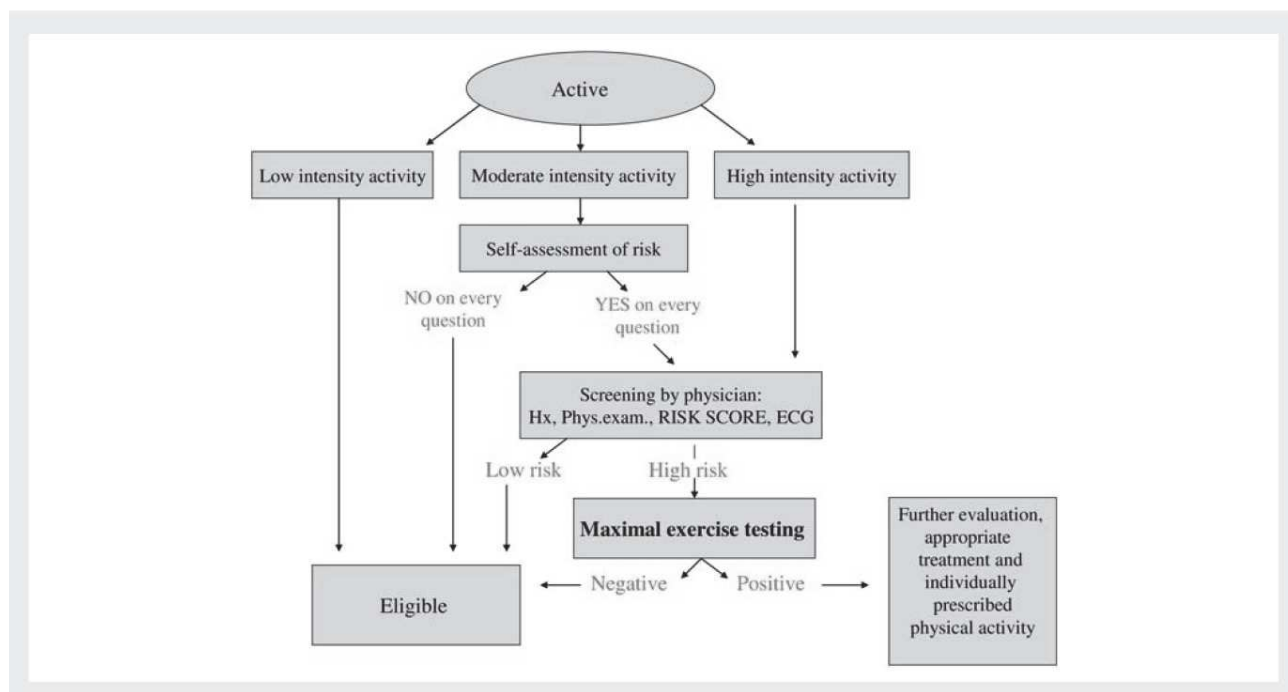 Active
Low intensity activity
Moderate intensity activity
High intensity activity
Self-assessment of risk
NO on every
question
YES on every
question
Screening by physician:
Hx, Phys.exam., RISK SCORE, ECG
Low risk
High risk
Maximal exercise testing
Further evaluation,
appropriate
treatment and
individually
prescribed
physical activity
Negative
Positive
Eligible